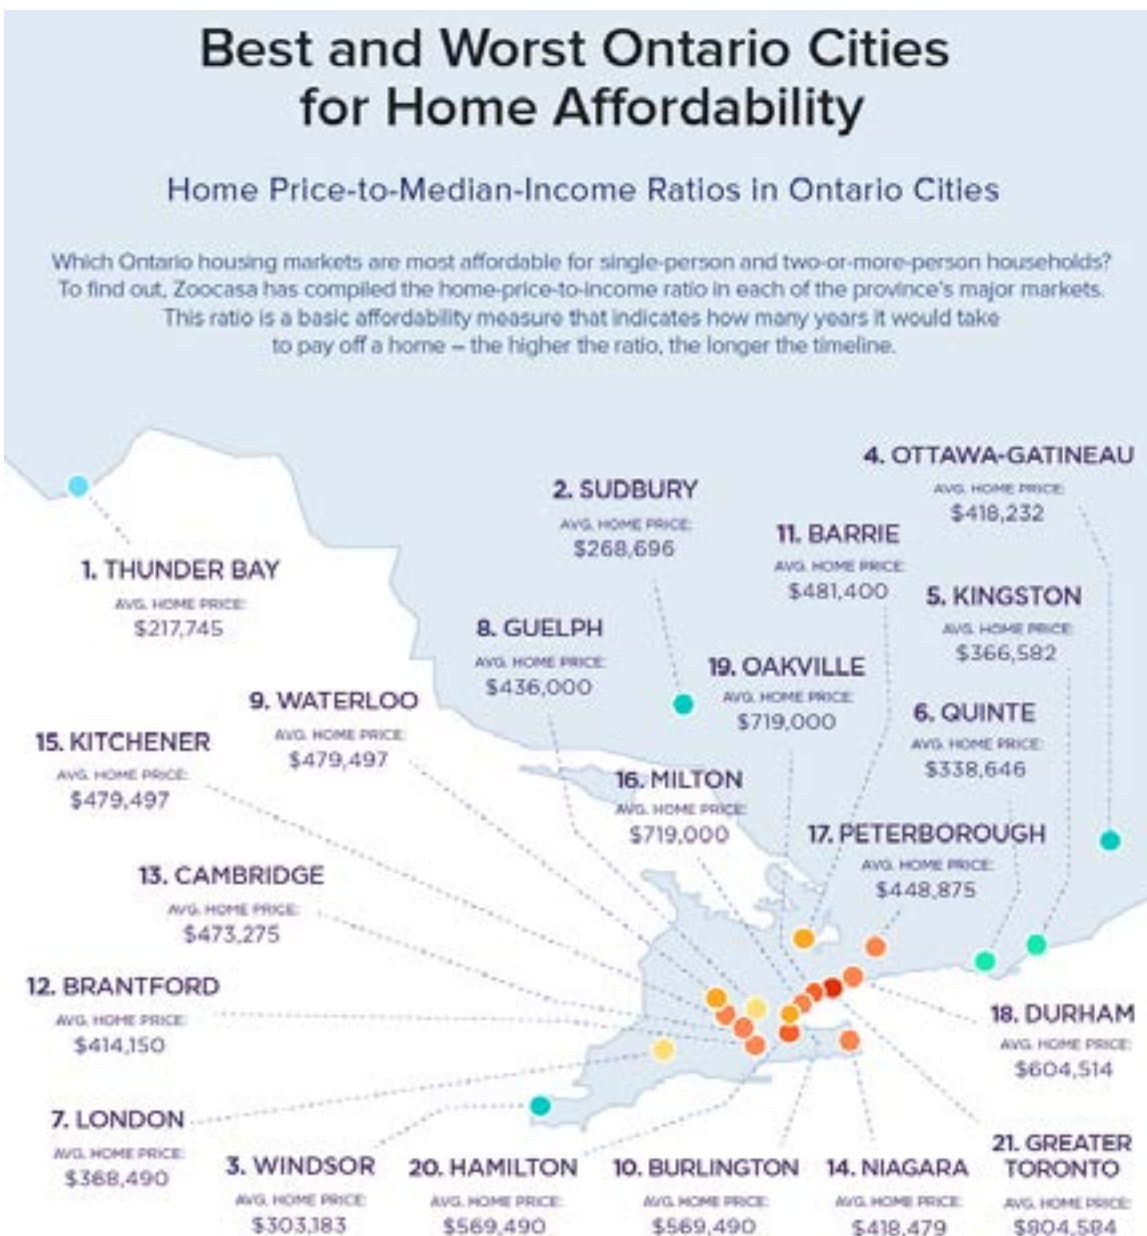 Best and Worst Ontario Cities
for Home Affordability
Home Price-to-Median-Income Ratios in Ontario Cities
Which Ontario housing markets are most affordable for single-person and two-or-more-person households?
To find out, Zoocasa has compiled the home-price-to-income ratio in each of the province's major markets.
This ratio is a basic affordability measure that indicates how many years it would take
to pay off a home – the higher the ratio, the longer the timeline.
4. OTTAWA-GATINEAU
AVG. HOME PRICE:
$418,232
2. SUDBURY
AVG. HOME PRICE:
$268,696
11. BARRIE
AVG. HOME PRICE:
$481,400
1. THUNDER BAY
AVG. HOME PRICE:
$217,745
5. KINGSTON
AVG. HOME PRICE:
$366,582
8. GUELPH
AVG. HOME PRICE:
$436,000
19. OAKVILLE
AVG. HOME PRICE:
$719,000
9. WATERLOO
AVG. HOME PRICE:
$479,497
6. QUINTE
AVG. HOME PRICE:
$338,646
15. KITCHENER
AVG. HOME PRICE:
$479,497
16. MILTON
AVG. HOME PRICE:
$719,000
17. PETERBOROUGH
AVG. HOME PRICE:
$448,875
13. CAMBRIDGE
AVG. HOME PRICE:
$473,275
12. BRANTFORD
AVG. HOME PRICE:
$414,150
18. DURHAM
AVG. HOME PRICE:
$604,514
7. LONDON
AVG. HOME PRICE:
$368,490
3. WINDSOR
AVG. HOME PRICE:
$303,183
20. HAMILTON
AVG. HOME PRICE:
$569,490
10. BURLINGTON
AVG. HOME PRICE:
$569,490
14. NIAGARA
AVG. HOME PRICE:
$418,479
21. GREATER
TORONTO
AVG. HOME PRICE:
$804,584